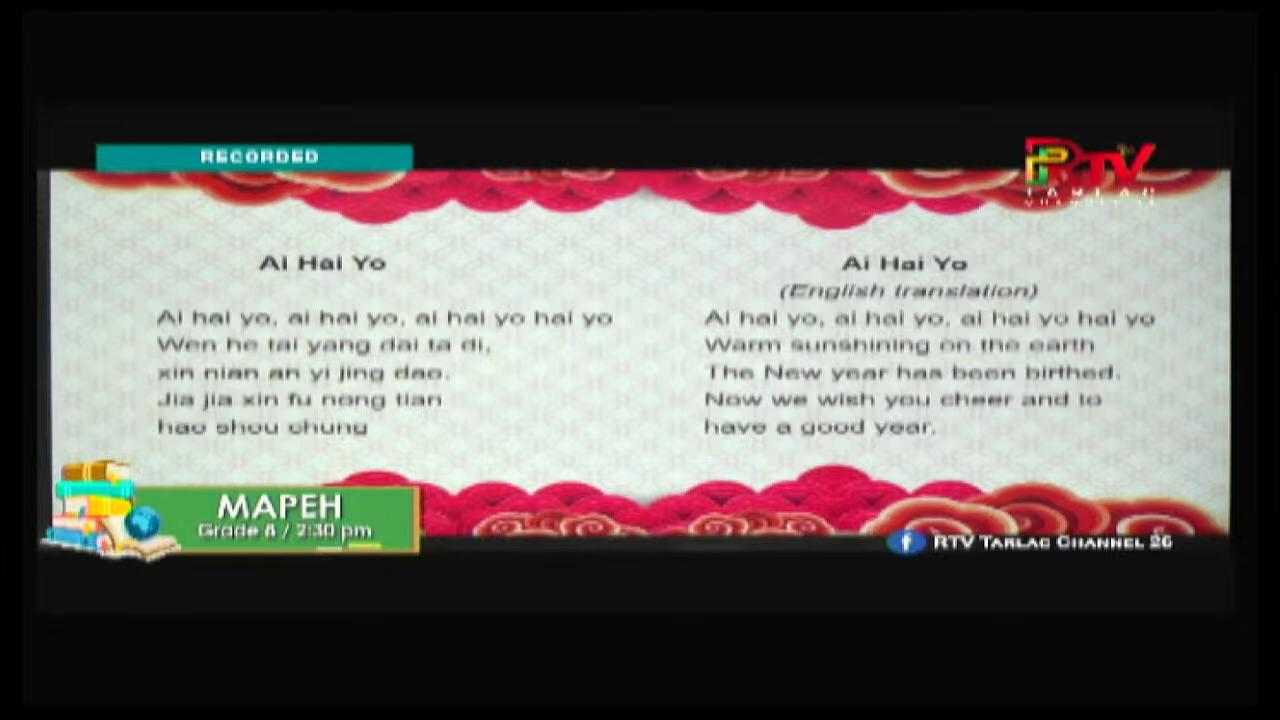 RECORDED
RTV
TARLAC
Ai Hai Yo
Ai hai yo, ai hai yo, ai hai yo hai yo
Wen he tai yang dai ta di,
xin nian an yi jing dao.
Jia jia xin fu nong tian
hao shou chung
Ai Hai Yo
(English translation)
Ai hai yo, ai hai yo, ai hai yo hai yo
Warm sunshining on the earth
The New year has been birthed.
Now we wish you cheer and to
have a good year.
MAPEH
Grade 8 / 2:30 pm
RTV TARLAC CHANNEL 26